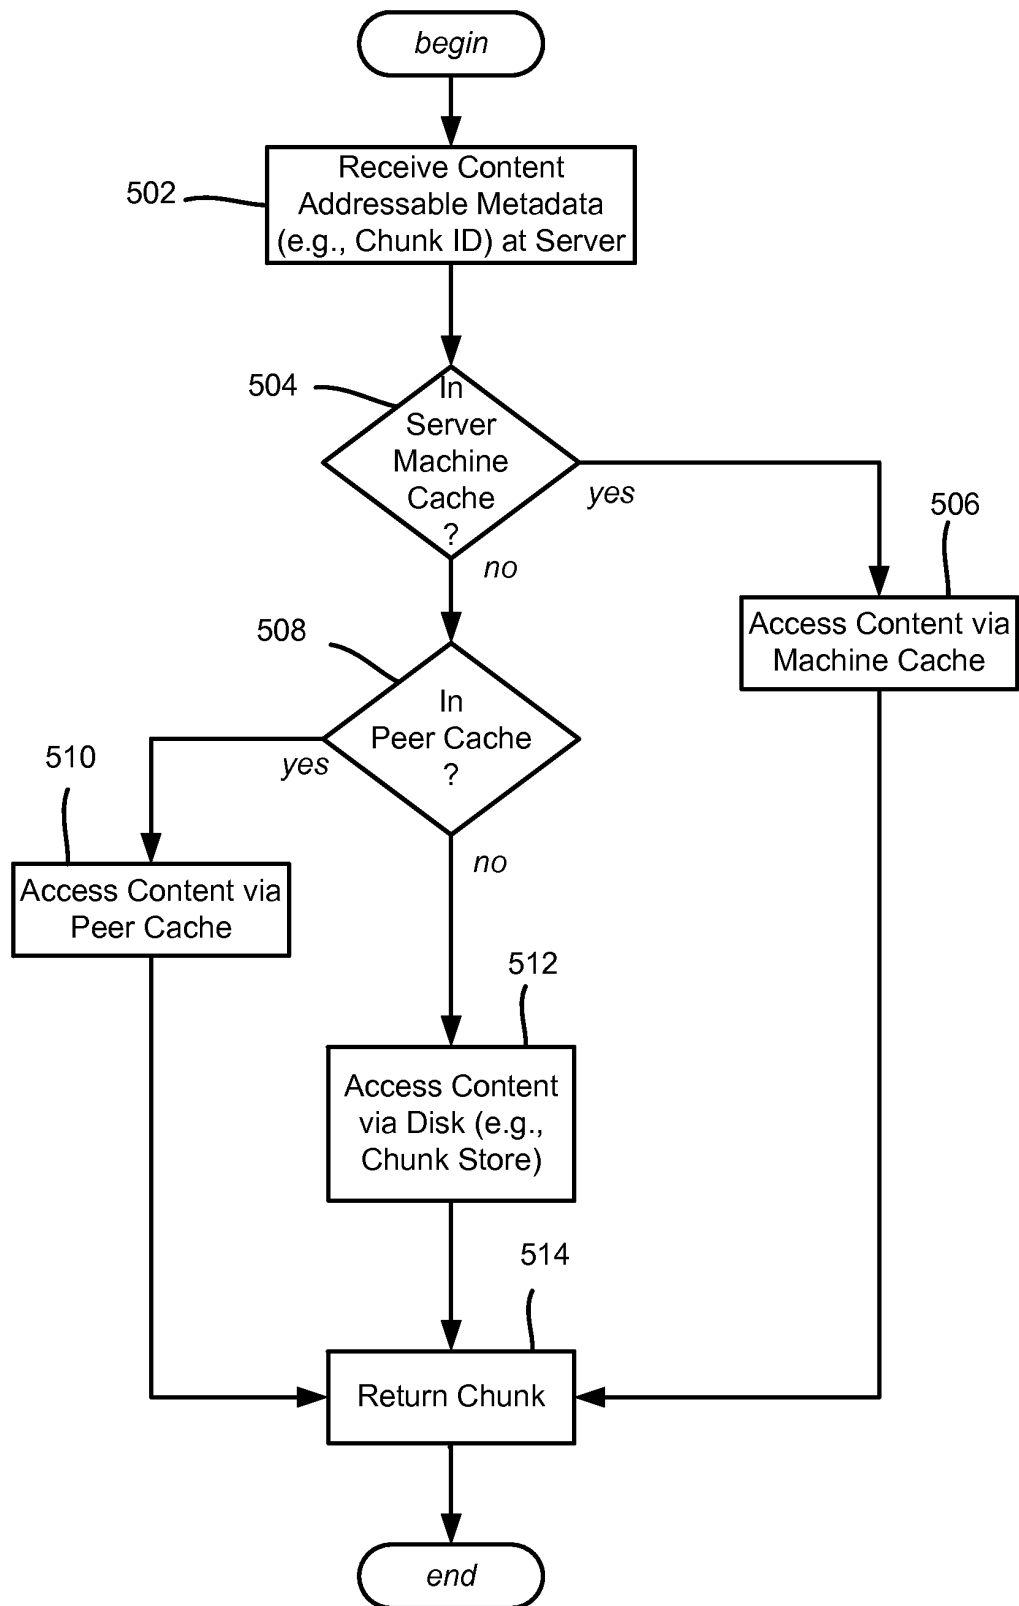 begin
502
Receive Content
Addressable Metadata
(e.g., Chunk ID) at Server
504
In
Server
Machine
Cache
?
yes
no
506
Access Content via
Machine Cache
508
In
Peer Cache
?
yes
no
510
Access Content via
Peer Cache
512
Access Content
via Disk (e.g.,
Chunk Store)
514
Return Chunk
end